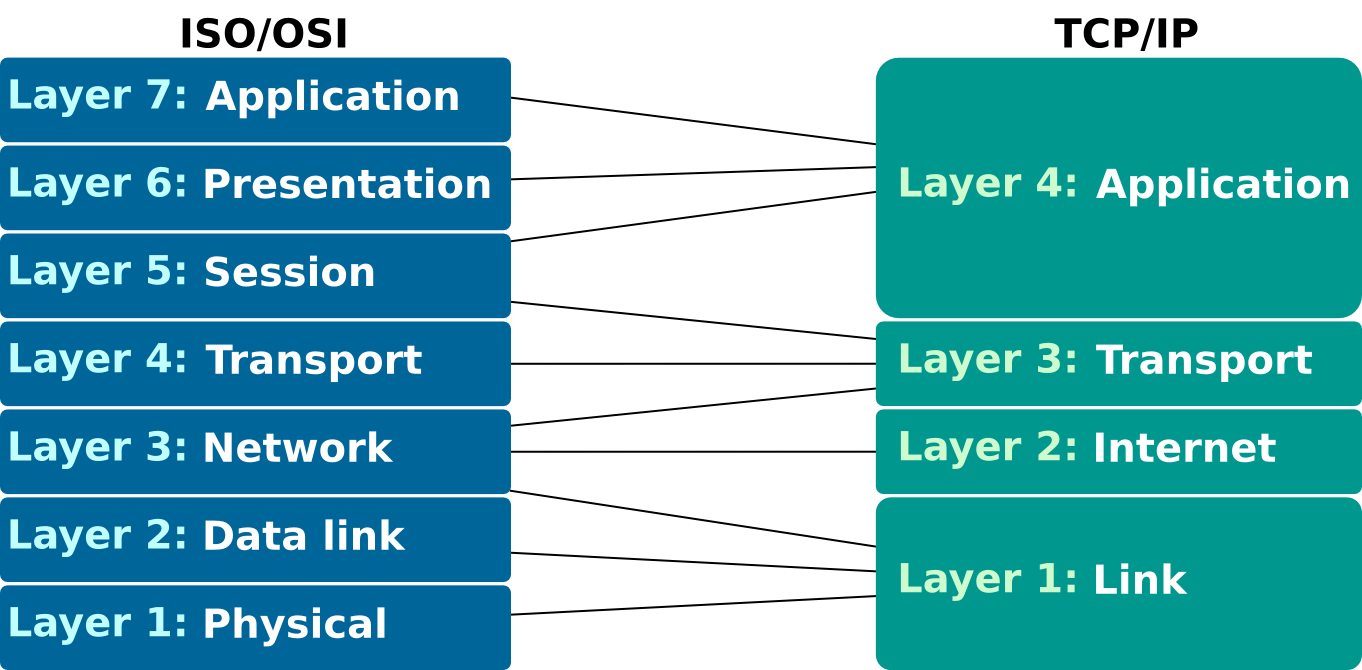 ISO/OSI
Layer 7: Application
Layer 6: Presentation
Layer 5: Session
Layer 4: Transport
Layer 3: Network
Layer 2: Data link
Layer 1: Physical
TCP/IP
Layer 4: Application
Layer 3: Transport
Layer 2: Internet
Layer 1: Link